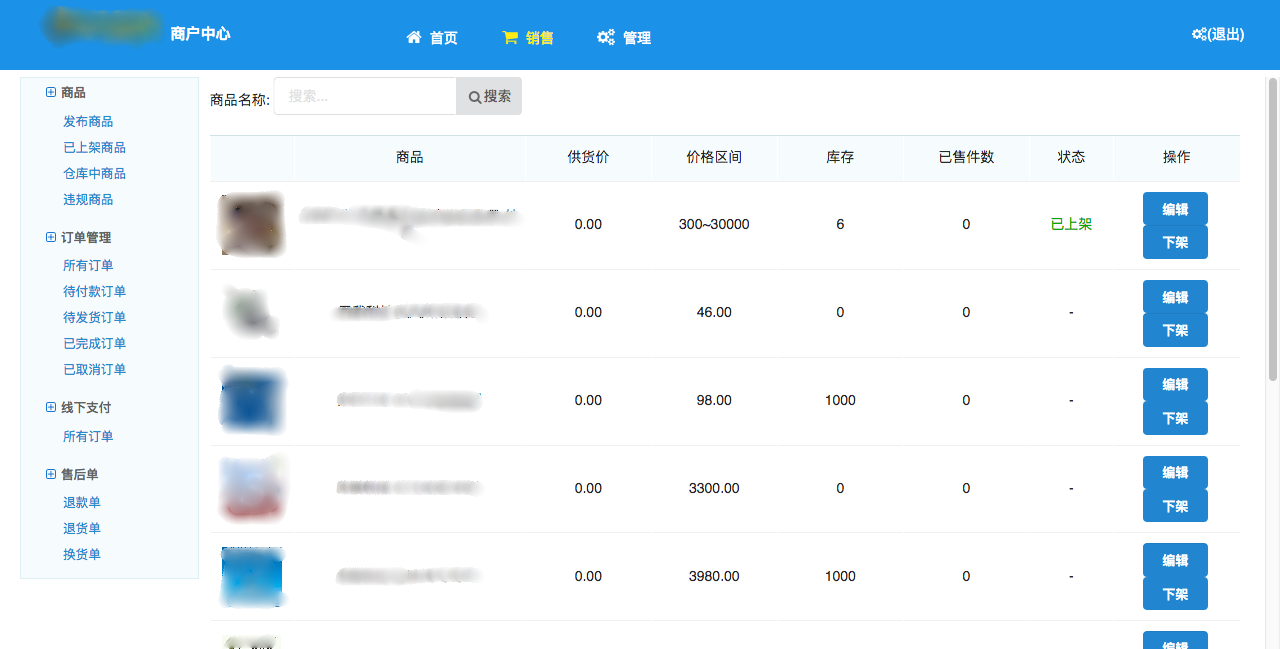 商户中心
首页
销售
管理
(退出)
商品
发布商品
已上架商品
仓库中商品
违规商品
订单管理
所有订单
待付款订单
待发货订单
已完成订单
已取消订单
线下支付
所有订单
售后单
退款单
退货单
换货单
商品名称: 搜索... 搜索
商品 供货价 价格区间 库存 已售件数 状态 操作
0.00 300~30000 6 0 已上架 编辑
下架
0.00 46.00 0 0 - 编辑
下架
0.00 98.00 1000 0 - 编辑
下架
0.00 3300.00 0 0 - 编辑
下架
0.00 3980.00 1000 0 - 编辑
下架
编辑